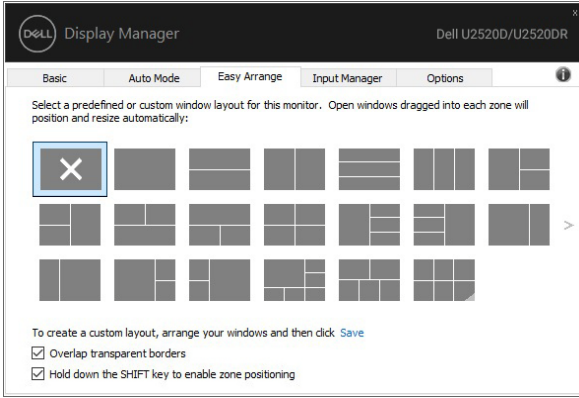 DELL Display Manager Dell U2520D/U2520DR
Basic Auto Mode Easy Arrange Input Manager Options
Select a predefined or custom window layout for this monitor. Open windows dragged into each zone will
position and resize automatically:
To create a custom layout, arrange your windows and then click Save
Overlap transparent borders
Hold down the SHIFT key to enable zone positioning